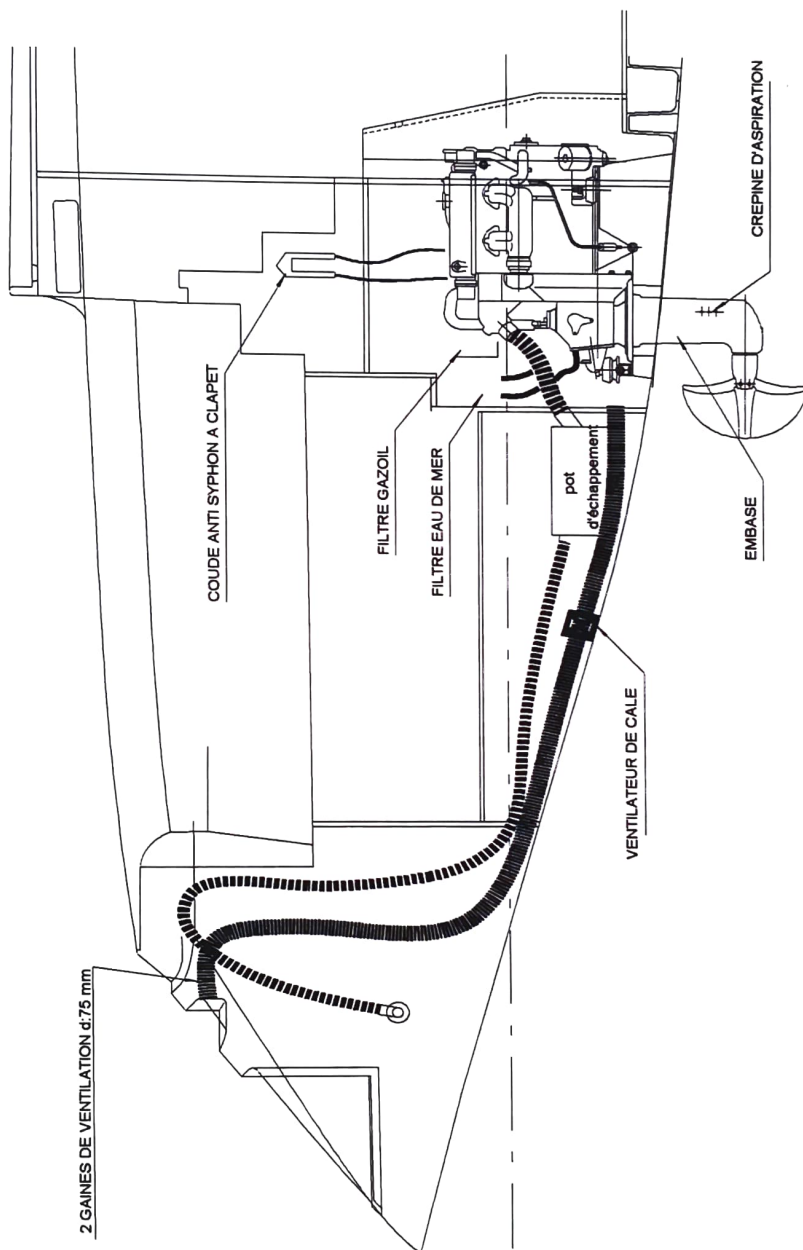 2 GAINES DE VENTILATION d:75 mm
COUDE ANTI SYPHON A CLAPET
FILTRE GAZOIL
FILTRE EAU DE MER
pot
d'échappement
VENTILATEUR DE CALE
EMBASE
CREPINE D'ASPIRATION